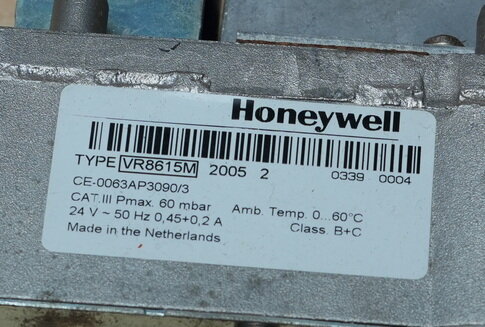 Honeywell
TYPE VR8615M 2005 2 0339 0004
CE-0063AP3090/3
CAT.III Pmax. 60 mbar Amb. Temp. 0...60°C
24 V ~ 50 Hz 0,45+0,2 A Class. B+C
Made in the Netherlands